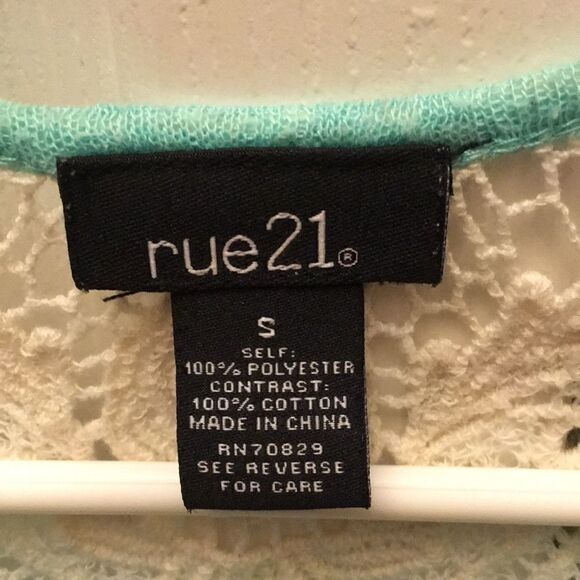 rue21®
S
SELF:
100% POLYESTER
CONTRAST:
100% COTTON
MADE IN CHINA
RN70829
SEE REVERSE
FOR CARE